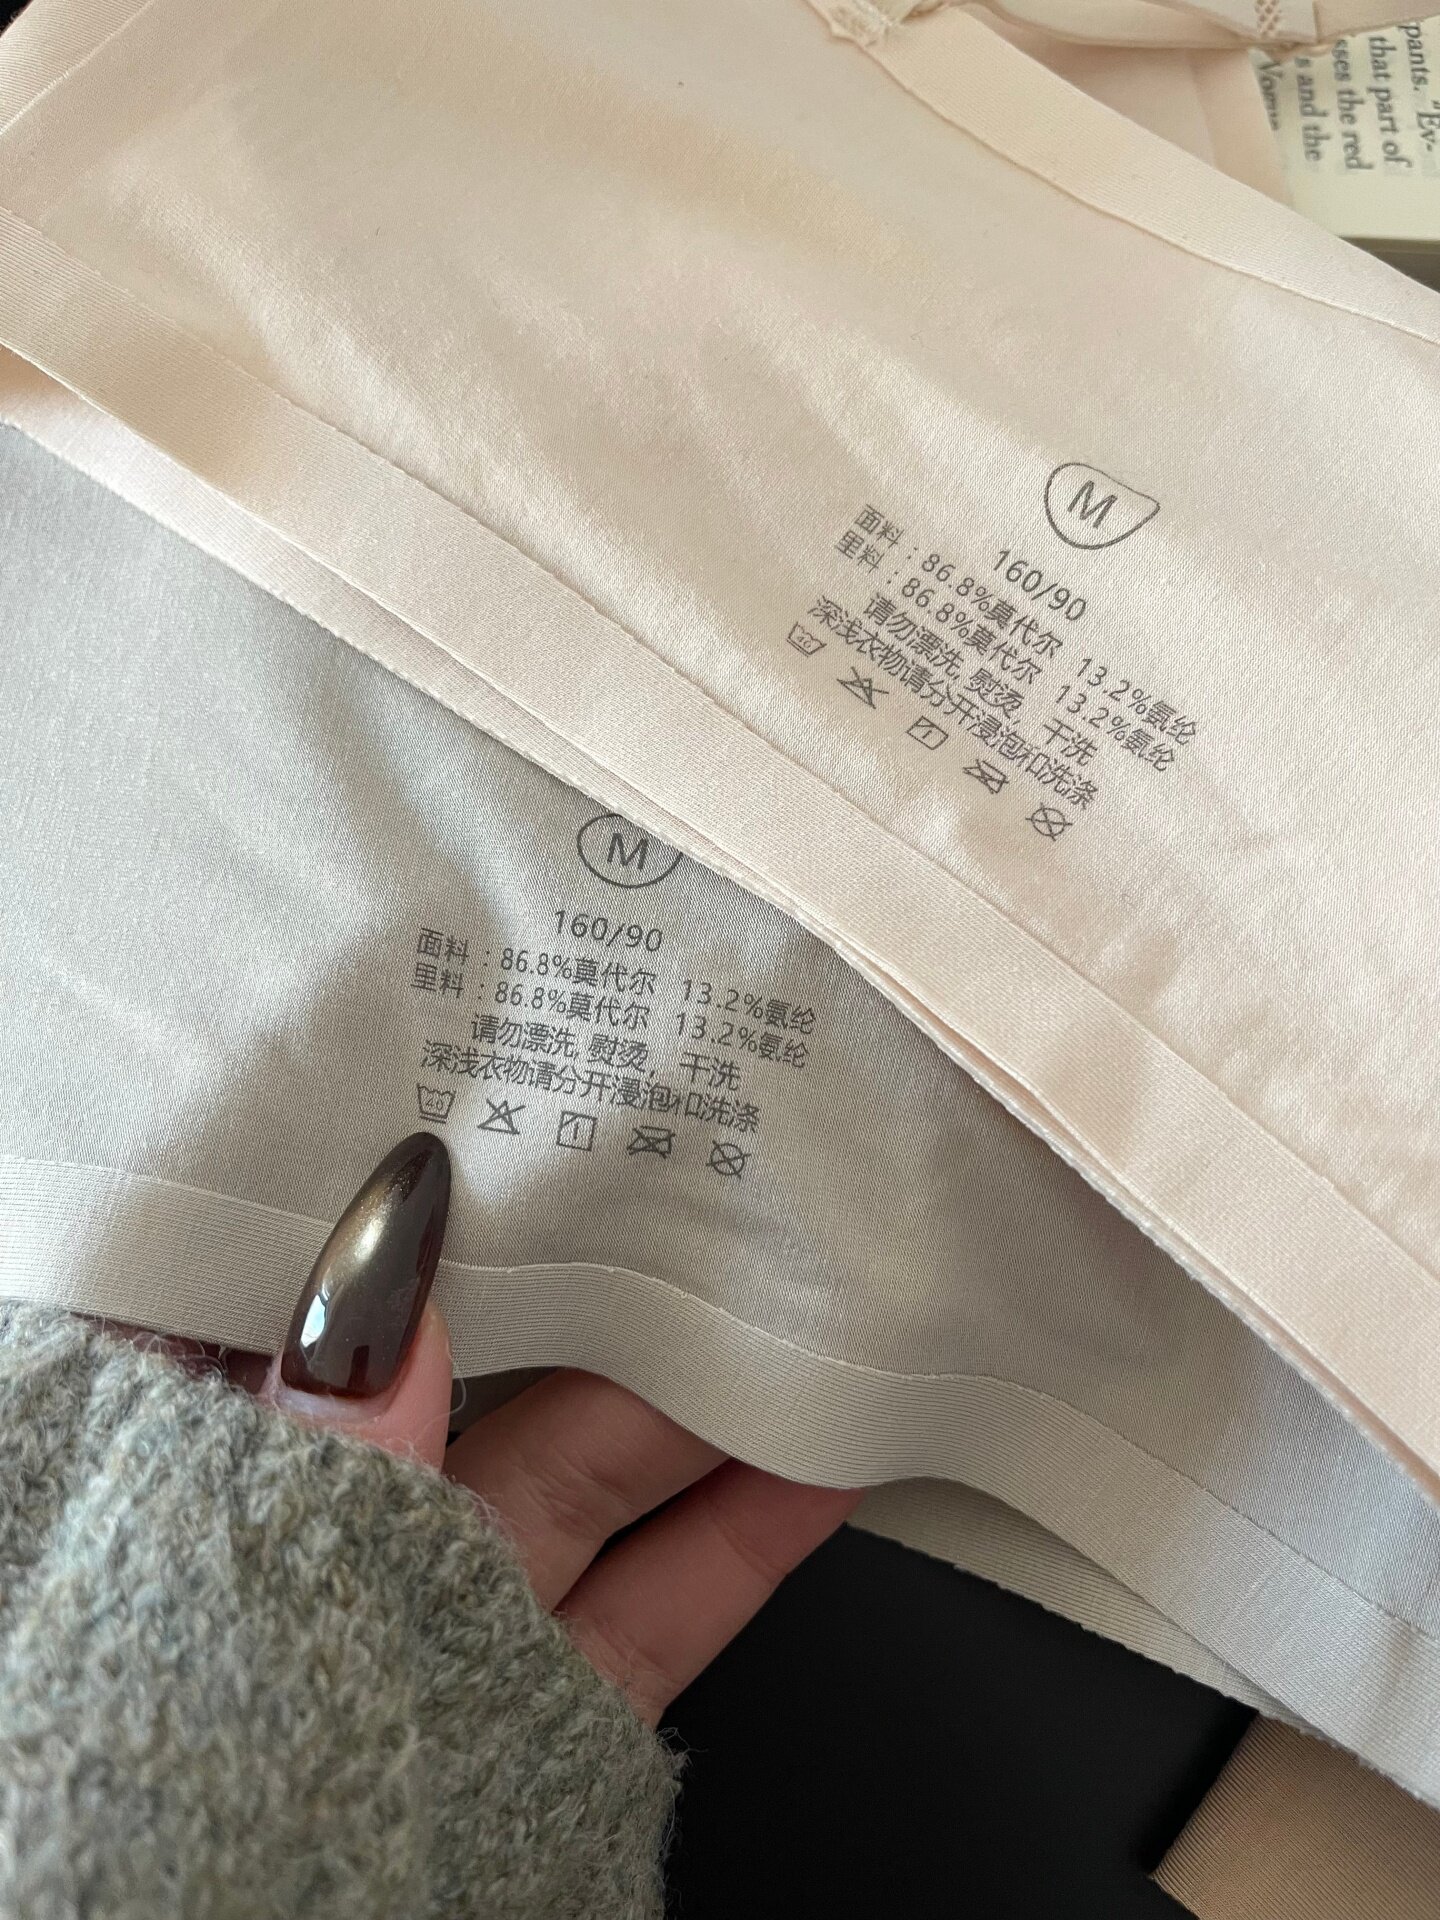 pants. "Ev-
that part of
sses the red
s and the
Vogue
M
160/90
面料：86.8%莫代尔 13.2%氨纶
里料：86.8%莫代尔 13.2%氨纶
请勿漂洗, 熨烫, 干洗
深浅衣物请分开浸泡和洗涤
40
M
160/90
面料：86.8%莫代尔 13.2%氨纶
里料：86.8%莫代尔 13.2%氨纶
请勿漂洗, 熨烫, 干洗
深浅衣物请分开浸泡和洗涤
40